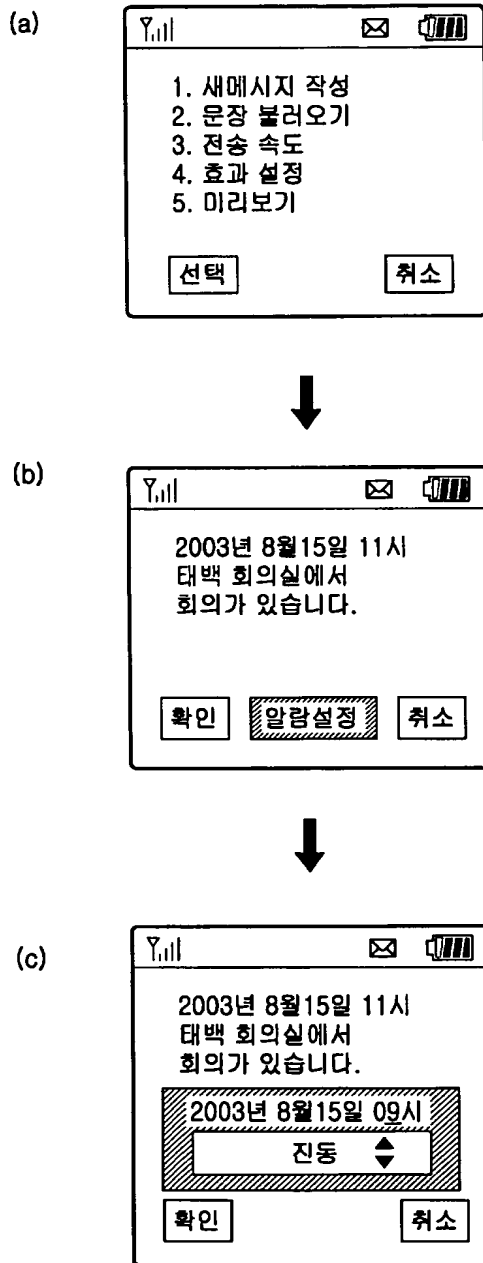 (a)
1. 새메시지 작성
2. 문장 불러오기
3. 전송 속도
4. 효과 설정
5. 미리보기
선택 취소
(b)
2003년 8월15일 11시
태백 회의실에서
회의가 있습니다.
확인 알람설정 취소
(c)
2003년 8월15일 11시
태백 회의실에서
회의가 있습니다.
2003년 8월15일 09시
진동
확인 취소